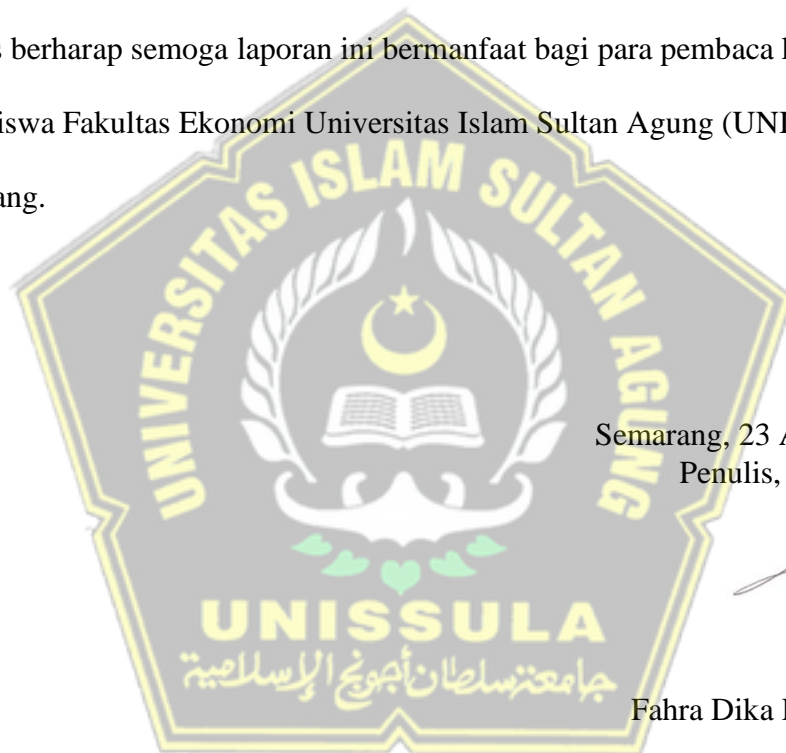 s berharap semoga laporan ini bermanfaat bagi para pembaca
iswa Fakultas Ekonomi Universitas Islam Sultan Agung (UNI
ang.
UNIVERSITAS ISLAM SULTAN AGUNG
Semarang, 23 A
Penulis,
UNISSULA
جامعة سلطان أجونج الإسلامية
Fahra Dika